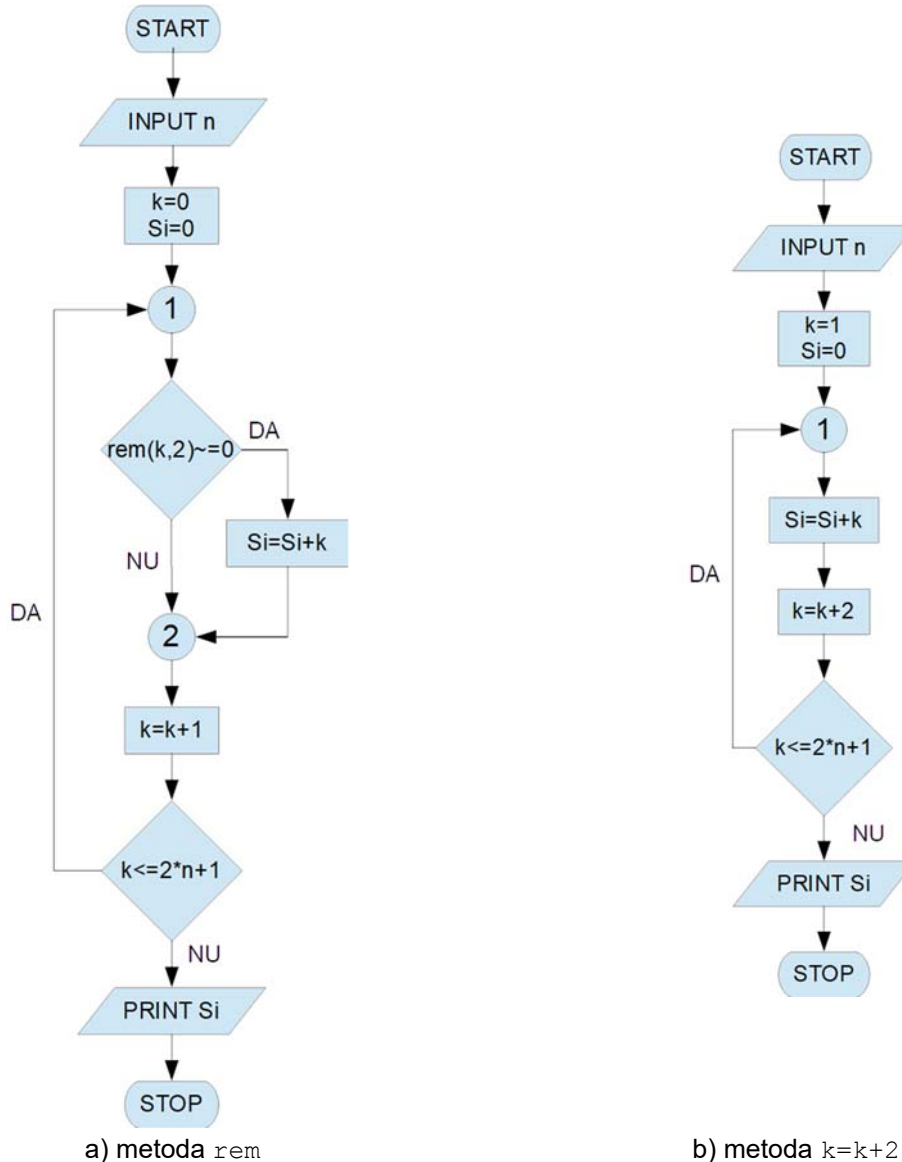 START
INPUT n
k=0
Si=0
1
rem(k,2)~=0
DA
Si=Si+k
NU
2
DA
k=k+1
k<=2*n+1
NU
PRINT Si
STOP
a) metoda rem
START
INPUT n
k=1
Si=0
1
Si=Si+k
DA
k=k+2
k<=2*n+1
NU
PRINT Si
STOP
b) metoda k=k+2